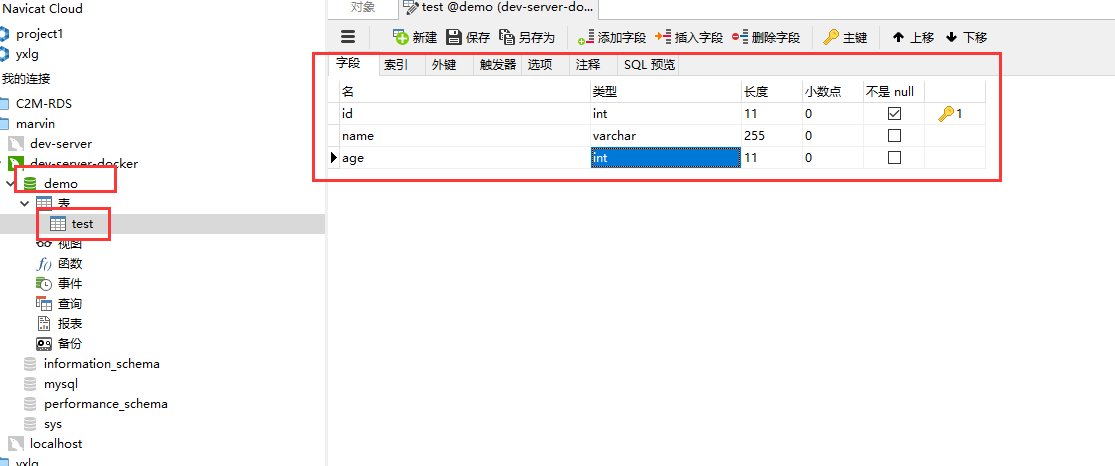 Navicat Cloud
project1
yxlg
我的连接
C2M-RDS
marvin
dev-server
dev-server-docker
demo
表
test
视图
函数
事件
查询
报表
备份
information_schema
mysql
performance_schema
sys
localhost
yxlg
对象
test @demo (dev-server-do...
新建 保存 另存为 添加字段 插入字段 删除字段 主键 上移 下移
字段 索引 外键 触发器 选项 注释 SQL 预览
名 类型 长度 小数点 不是 null
id int 11 0 1
name varchar 255 0
age int 11 0